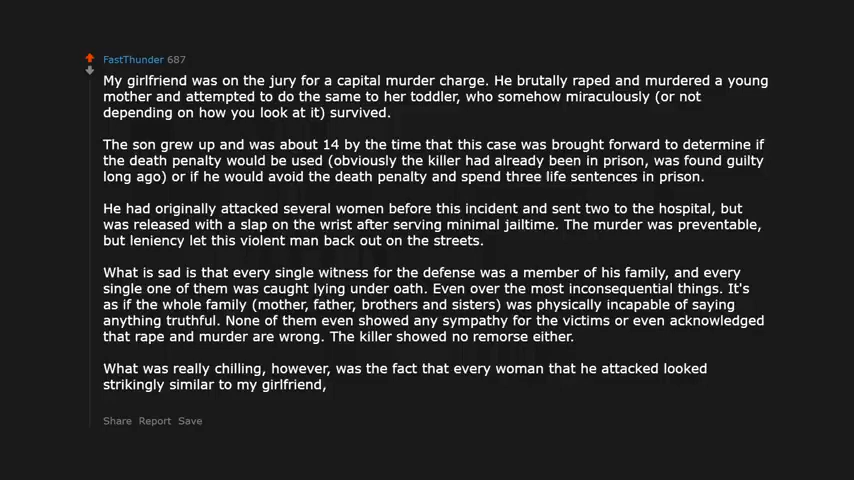 FastThunder 687
My girlfriend was on the jury for a capital murder charge. He brutally raped and murdered a young
mother and attempted to do the same to her toddler, who somehow miraculously (or not
depending on how you look at it) survived.
The son grew up and was about 14 by the time that this case was brought forward to determine if
the death penalty would be used (obviously the killer had already been in prison, was found guilty
long ago) or if he would avoid the death penalty and spend three life sentences in prison.
He had originally attacked several women before this incident and sent two to the hospital, but
was released with a slap on the wrist after serving minimal jailtime. The murder was preventable,
but leniency let this violent man back out on the streets.
What is sad is that every single witness for the defense was a member of his family, and every
single one of them was caught lying under oath. Even over the most inconsequential things. It's
as if the whole family (mother, father, brothers and sisters) was physically incapable of saying
anything truthful. None of them even showed any sympathy for the victims or even acknowledged
that rape and murder are wrong. The killer showed no remorse either.
What was really chilling, however, was the fact that every woman that he attacked looked
strikingly similar to my girlfriend,
Share Report Save